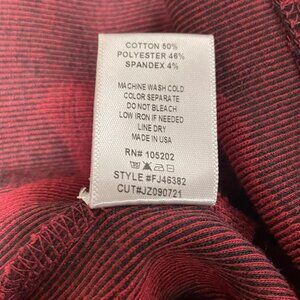 COTTON 50%
POLYESTER 46%
SPANDEX 4%
MACHINE WASH COLD
COLOR SEPARATE
DO NOT BLEACH
LOW IRON IF NEEDED
LINE DRY
MADE IN USA
RN# 105202
STYLE #FJ46382
CUT#JZ090721